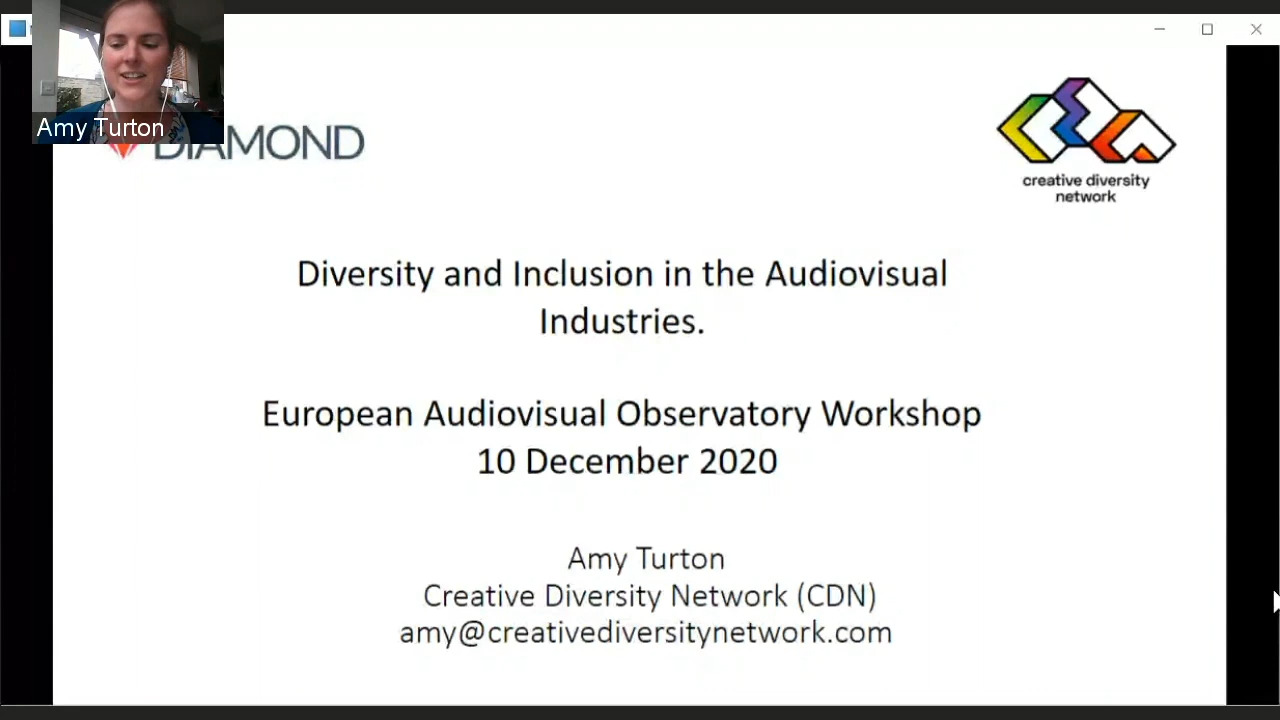 Amy Turton
DIAMOND
creative diversity
network
Diversity and Inclusion in the Audiovisual
Industries.
European Audiovisual Observatory Workshop
10 December 2020
Amy Turton
Creative Diversity Network (CDN)
amy@creativediversitynetwork.com